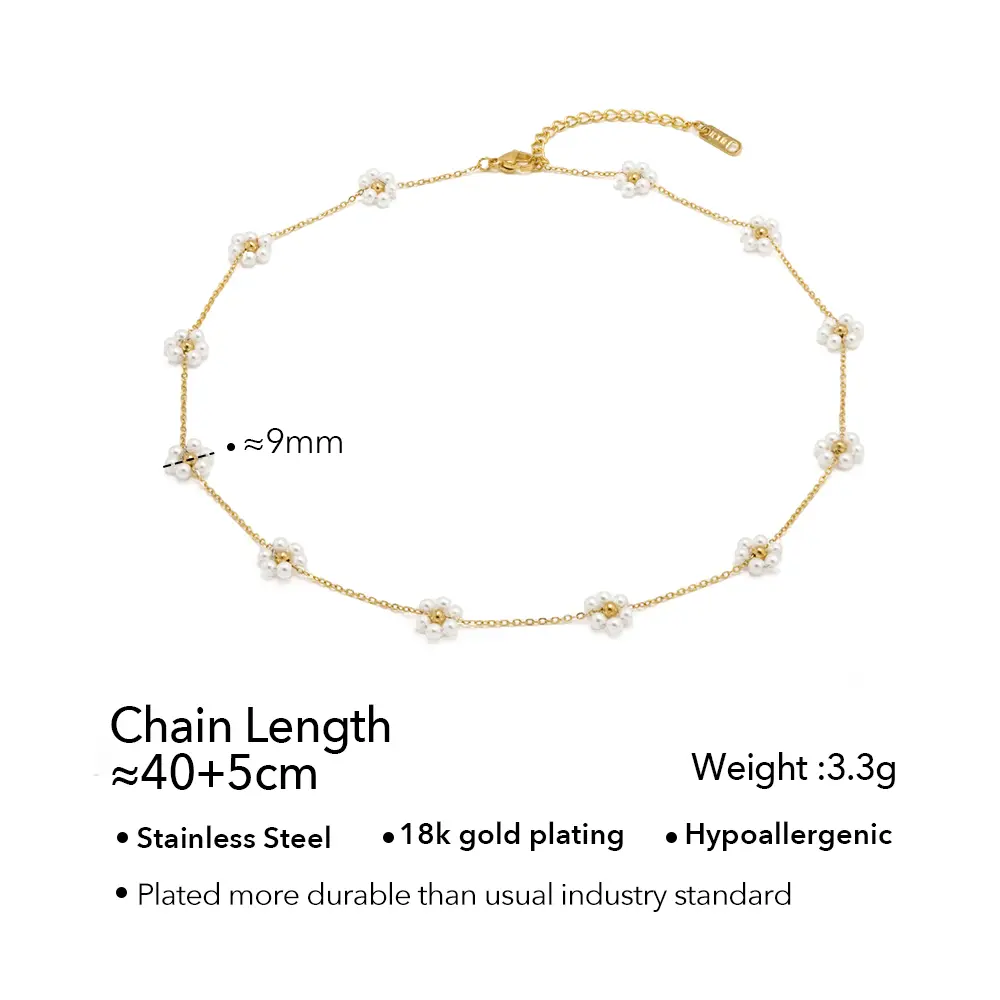 ≈9mm
Chain Length
≈40+5cm
Weight :3.3g
• Stainless Steel
• 18k gold plating
• Hypoallergenic
• Plated more durable than usual industry standard